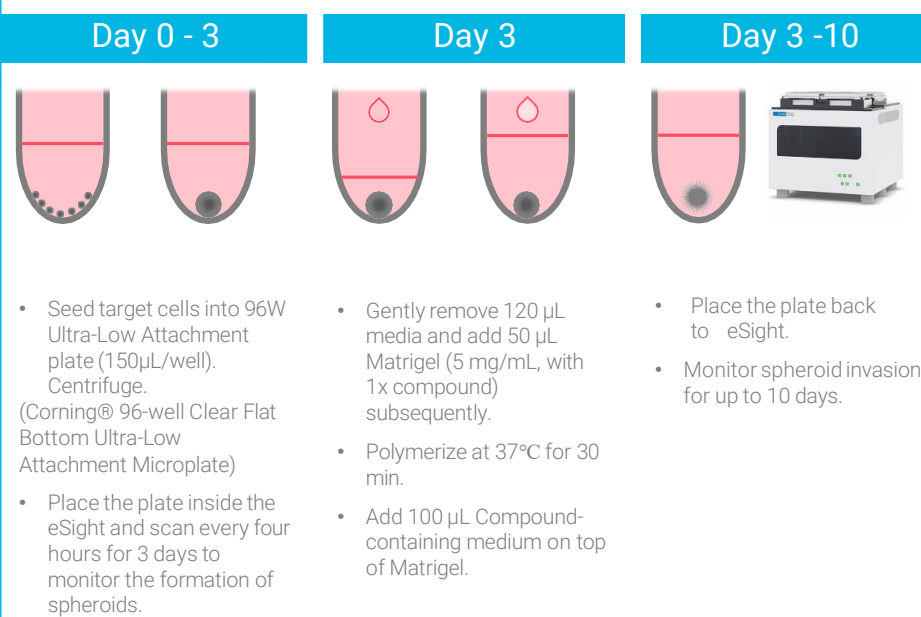 Day 0 - 3
Day 3
Day 3 -10
• Seed target cells into 96W
Ultra-Low Attachment
plate (150µL/well).
Centrifuge.
(Corning® 96-well Clear Flat
Bottom Ultra-Low
Attachment Microplate)
• Place the plate inside the
eSight and scan every four
hours for 3 days to
monitor the formation of
spheroids.
• Gently remove 120 µL
media and add 50 µL
Matrigel (5 mg/mL, with
1x compound)
subsequently.
• Polymerize at 37℃ for 30
min.
• Add 100 µL Compound-
containing medium on top
of Matrigel.
• Place the plate back
to eSight.
• Monitor spheroid invasion
for up to 10 days.